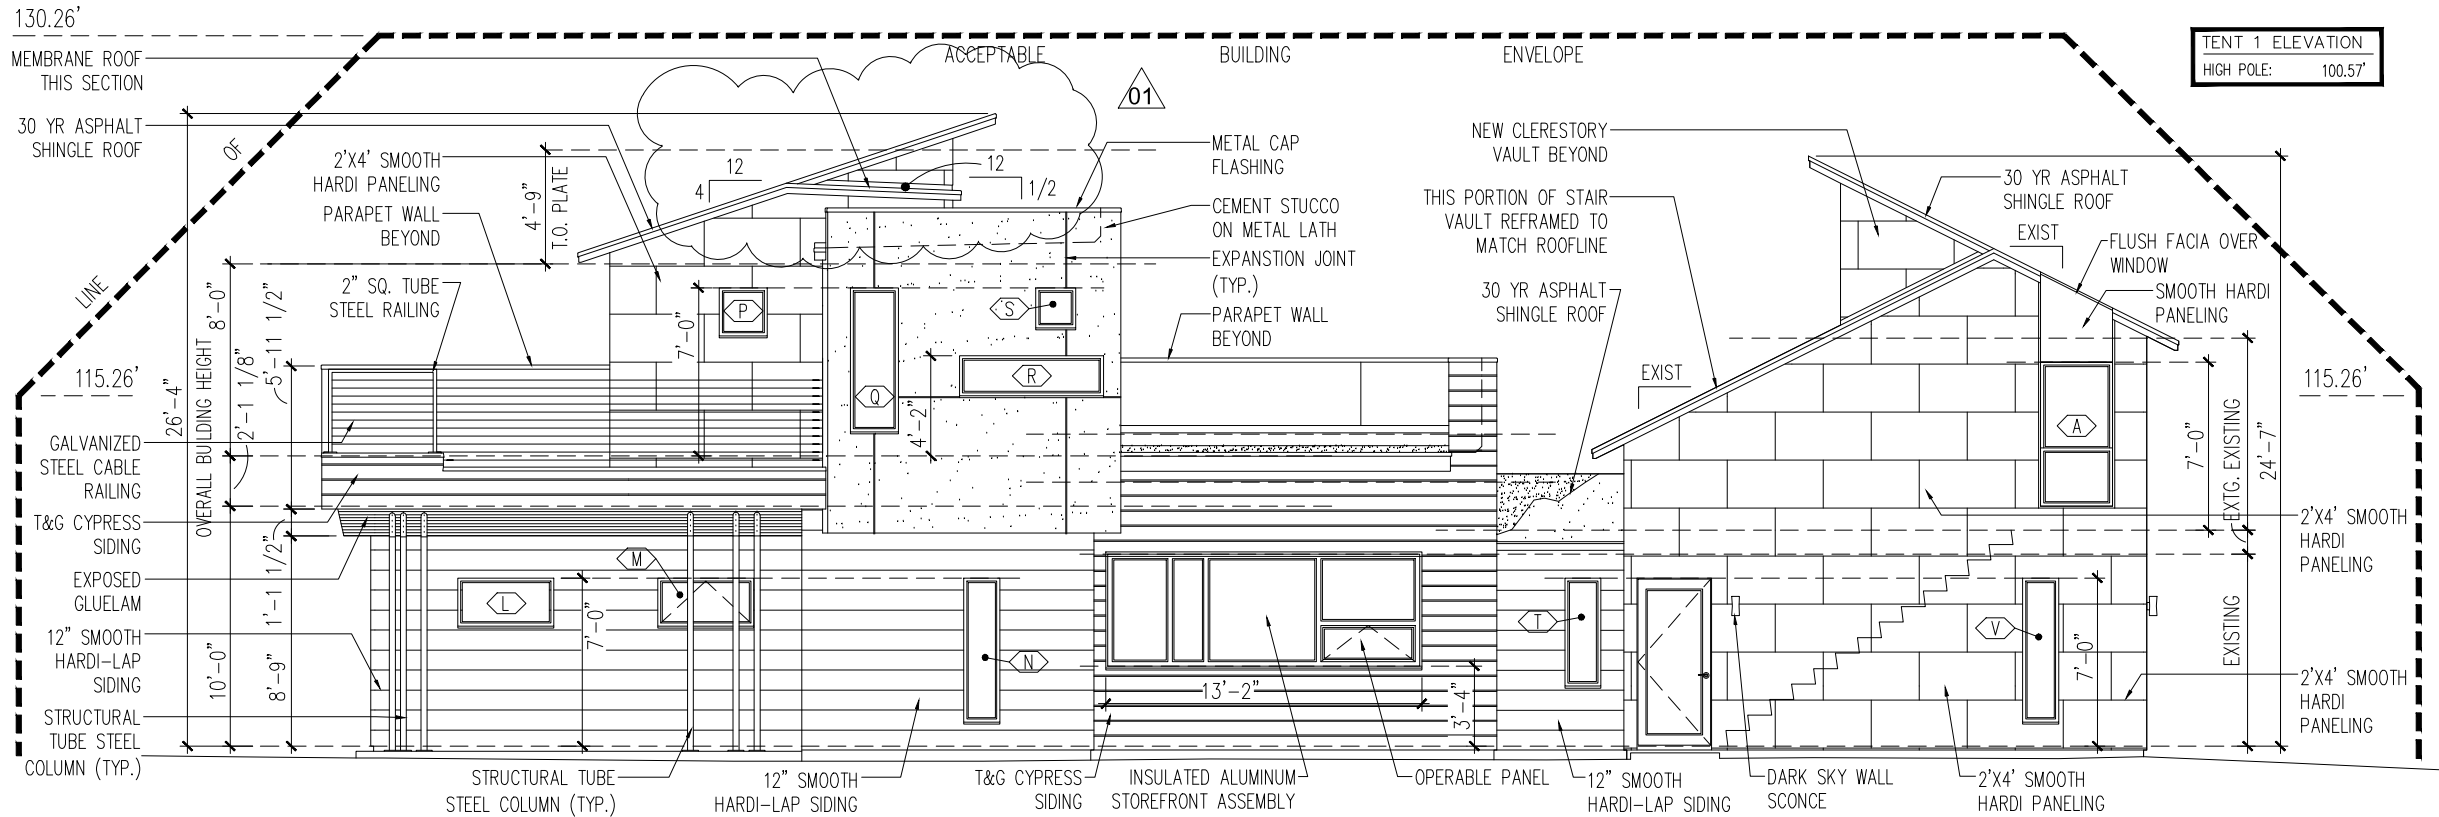 130.26'
MEMBRANE ROOF
THIS SECTION
30 YR ASPHALT
SHINGLE ROOF
LINE
OF
ACCEPTABLE
BUILDING
ENVELOPE
01
TENT 1 ELEVATION
HIGH POLE: 100.57'
2'X4' SMOOTH
HARDI PANELING
PARAPET WALL
BEYOND
2" SQ. TUBE
STEEL RAILING
4'-9"
T.O. PLATE
12
4
12
1/2
METAL CAP
FLASHING
CEMENT STUCCO
ON METAL LATH
EXPANSTION JOINT
(TYP.)
PARAPET WALL
BEYOND
NEW CLERESTORY
VAULT BEYOND
THIS PORTION OF STAIR
VAULT REFRAMED TO
MATCH ROOFLINE
30 YR ASPHALT
SHINGLE ROOF
30 YR ASPHALT
SHINGLE ROOF
EXIST
FLUSH FACIA OVER
WINDOW
SMOOTH HARDI
PANELING
EXIST
115.26'
115.26'
26'-4"
OVERALL BUILDING HEIGHT
8'-0"
2'-1 1/8"
5'-11 1/2"
10'-0"
1'-1 1/2"
8'-9"
P
7'-0"
Q
S
R
4'-2"
A
7'-0"
EXTG. EXISTING
24'-7"
EXISTING
GALVANIZED
STEEL CABLE
RAILING
T&G CYPRESS
SIDING
EXPOSED
GLUELAM
12" SMOOTH
HARDI-LAP
SIDING
STRUCTURAL
TUBE STEEL
COLUMN (TYP.)
L
M
7'-0"
N
13'-2"
3'-4"
T
V
7'-0"
2'X4' SMOOTH
HARDI
PANELING
2'X4' SMOOTH
HARDI
PANELING
STRUCTURAL TUBE
STEEL COLUMN (TYP.)
12" SMOOTH
HARDI-LAP SIDING
T&G CYPRESS
SIDING
INSULATED ALUMINUM
STOREFRONT ASSEMBLY
OPERABLE PANEL
12" SMOOTH
HARDI-LAP SIDING
DARK SKY WALL
SCONCE
2'X4' SMOOTH
HARDI PANELING